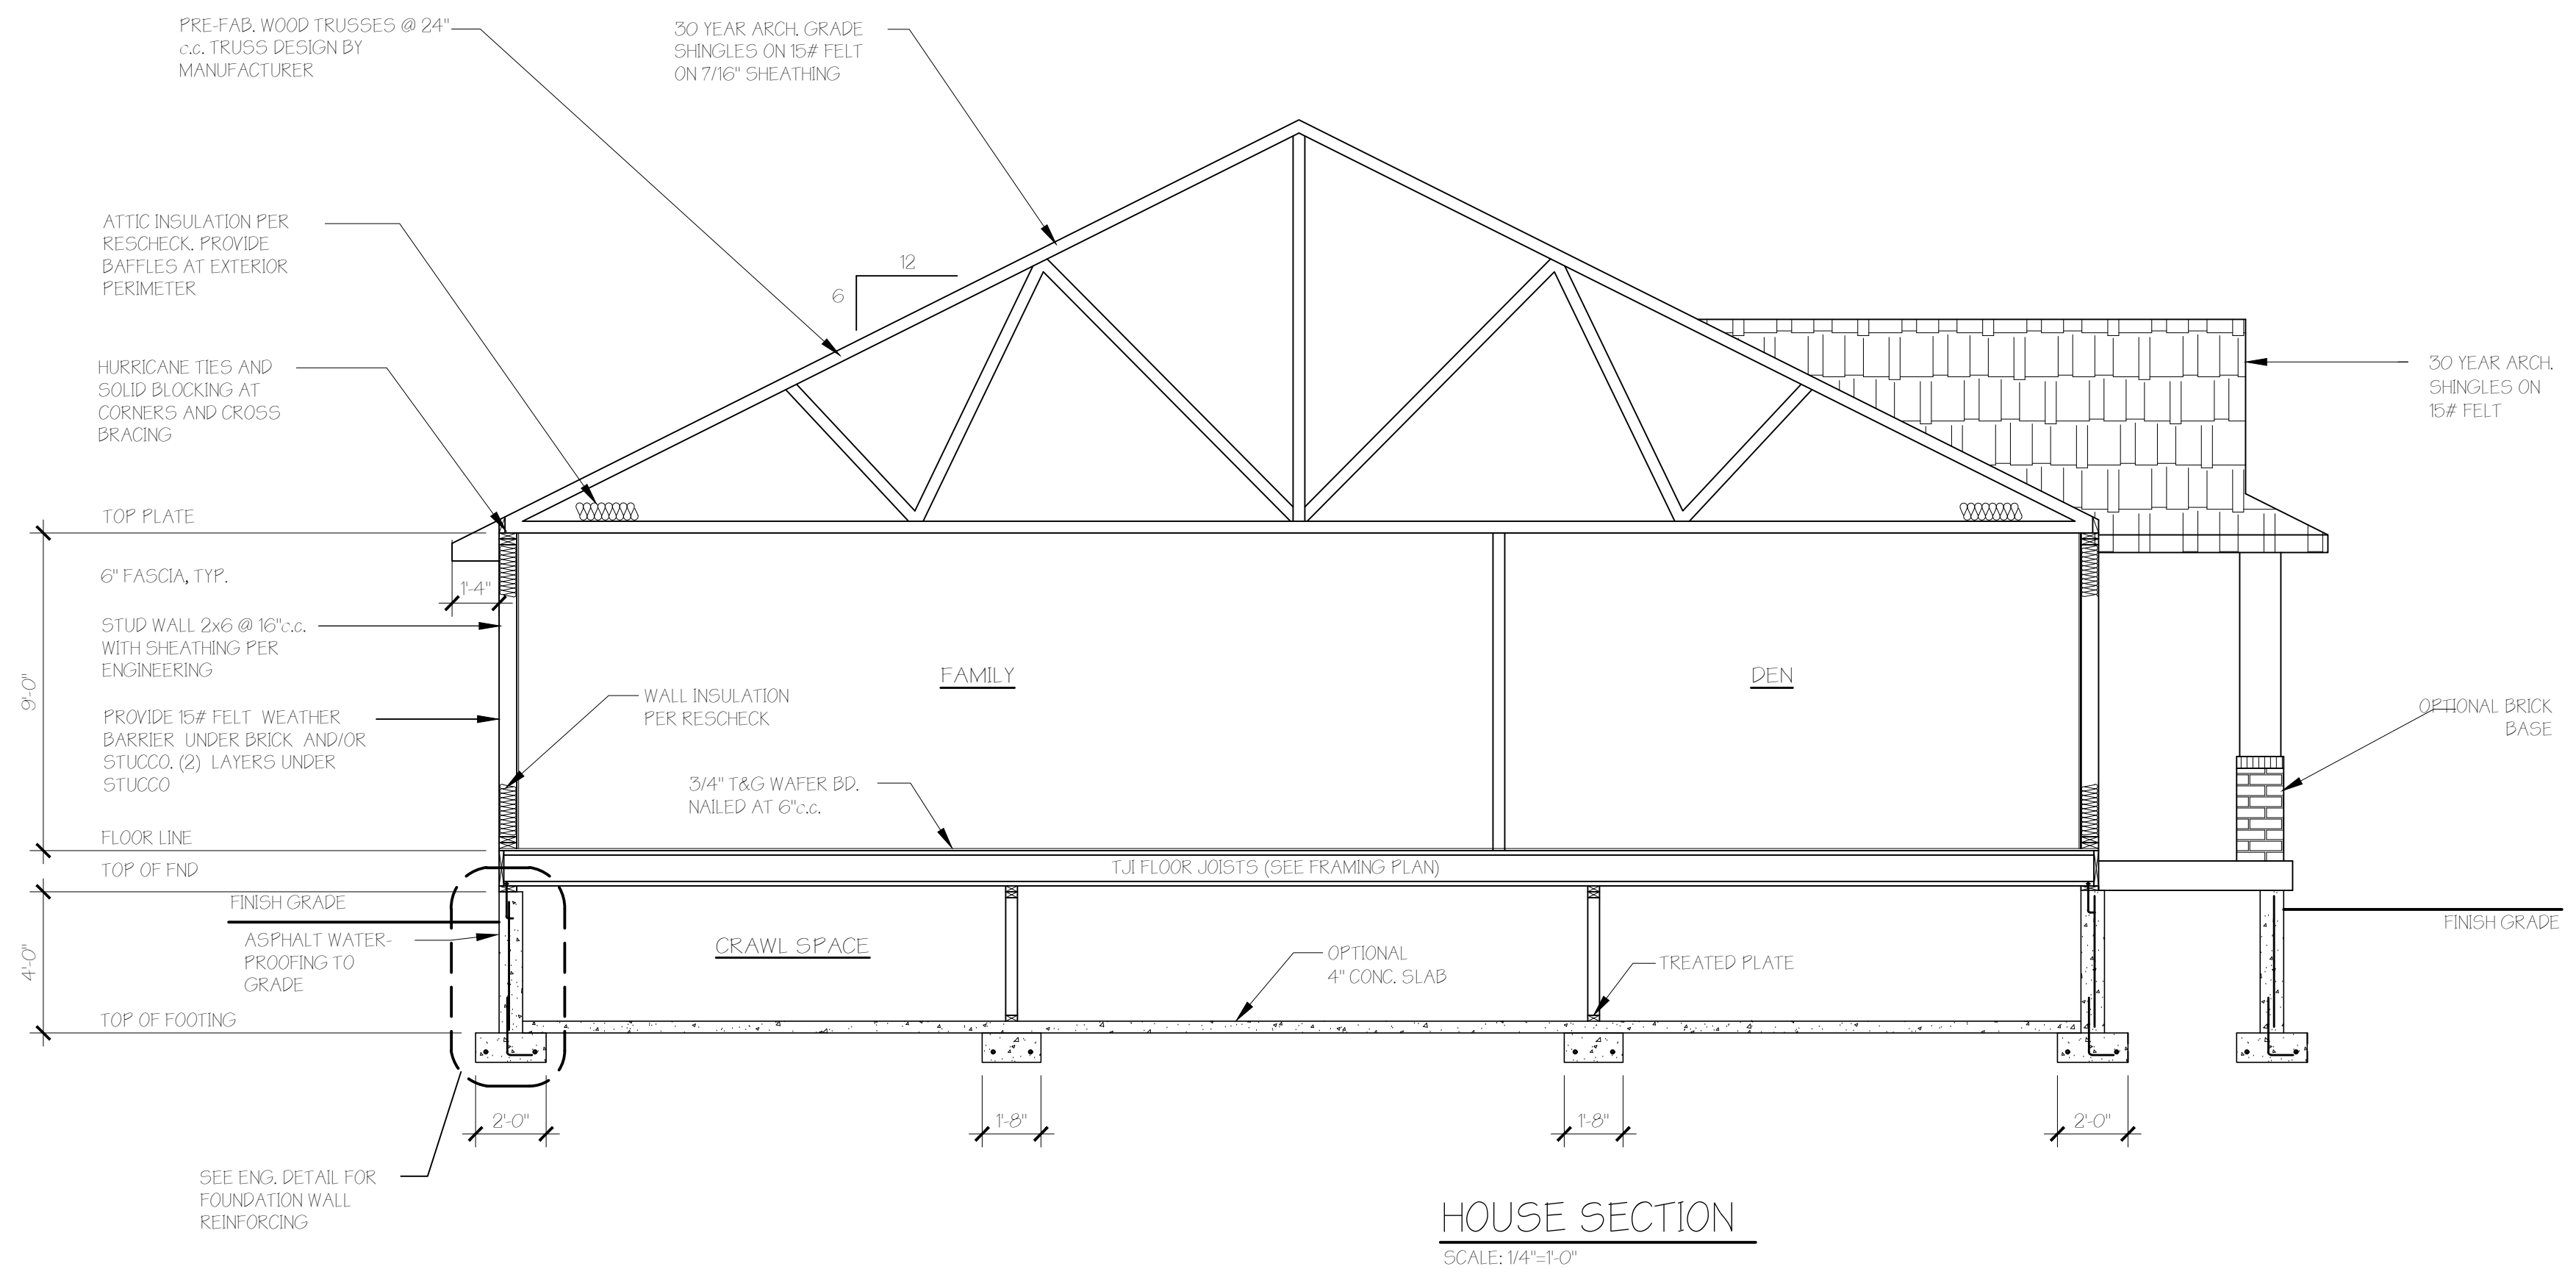 PRE-FAB. WOOD TRUSSES @ 24"
c.c. TRUSS DESIGN BY
MANUFACTURER
30 YEAR ARCH. GRADE
SHINGLES ON 15# FELT
ON 7/16" SHEATHING
ATTIC INSULATION PER
RESCHECK. PROVIDE
BAFFLES AT EXTERIOR
PERIMETER
12
6
HURRICANE TIES AND
SOLID BLOCKING AT
CORNERS AND CROSS
BRACING
30 YEAR ARCH.
SHINGLES ON
15# FELT
TOP PLATE
6" FASCIA, TYP.
1'-4"
STUD WALL 2x6 @ 16"c.c.
WITH SHEATHING PER
ENGINEERING
9'-0"
FAMILY
DEN
WALL INSULATION
PER RESCHECK
PROVIDE 15# FELT WEATHER
BARRIER UNDER BRICK AND/OR
STUCCO. (2) LAYERS UNDER
STUCCO
OPTIONAL BRICK
BASE
3/4" T&G WAFER BD.
NAILED AT 6"c.c.
FLOOR LINE
TOP OF FND
TJI FLOOR JOISTS (SEE FRAMING PLAN)
FINISH GRADE
FINISH GRADE
ASPHALT WATER-
PROOFING TO
GRADE
4'-0"
CRAWL SPACE
OPTIONAL
4" CONC. SLAB
TREATED PLATE
TOP OF FOOTING
2'-0"
1'-8"
1'-8"
2'-0"
SEE ENG. DETAIL FOR
FOUNDATION WALL
REINFORCING
HOUSE SECTION
SCALE: 1/4"=1'-0"